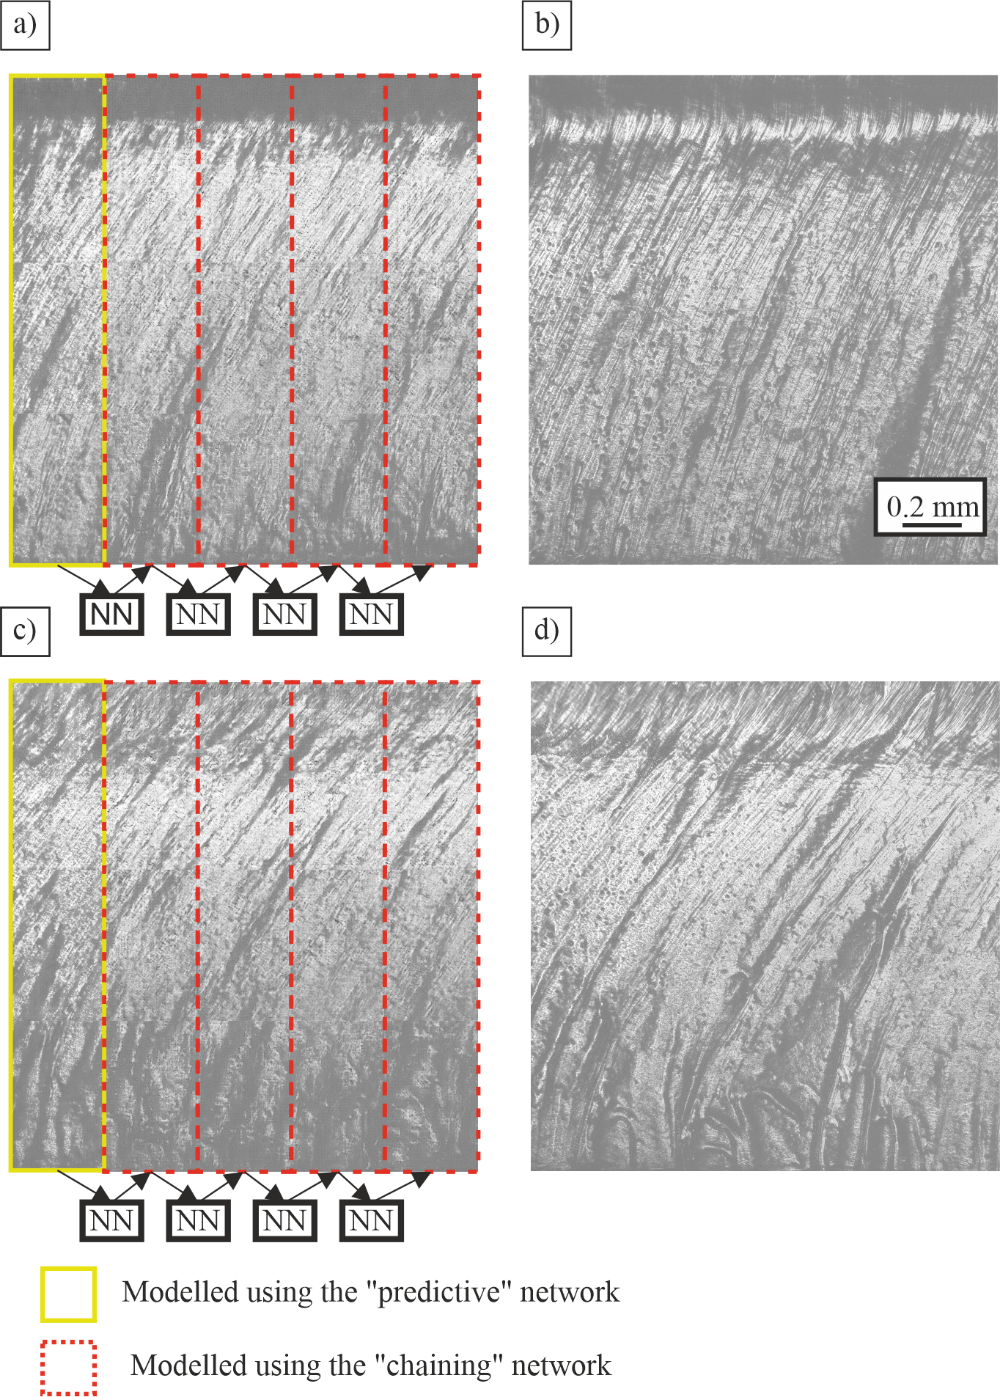 a)
b)
0.2 mm
NN NN NN NN
c)
d)
NN NN NN NN
Modelled using the "predictive" network
Modelled using the "chaining" network